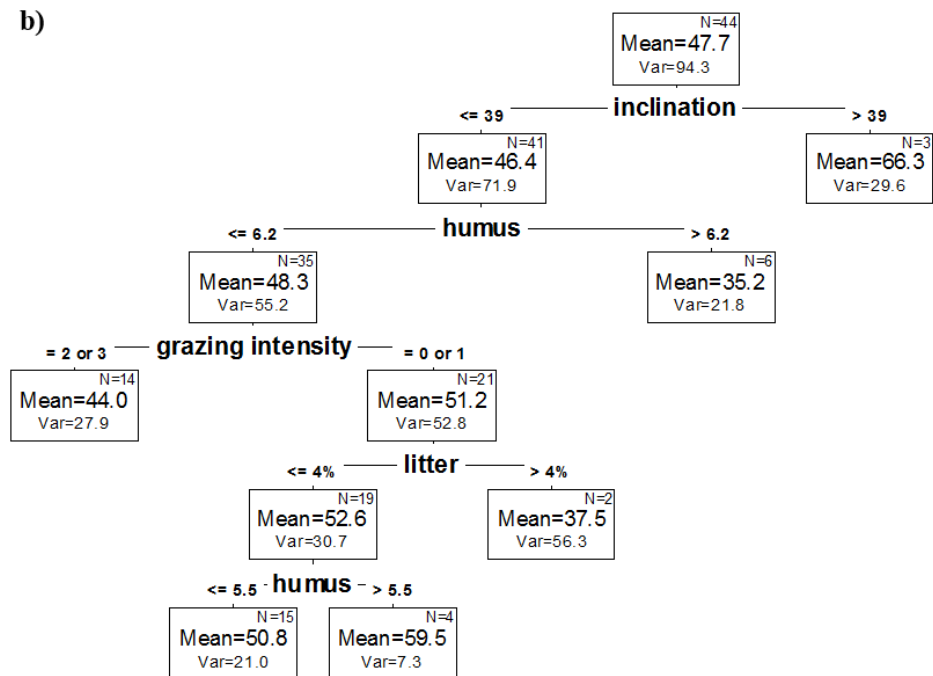 b)
N=44
Mean=47.7
Var=94.3
inclination
<= 39
> 39
N=41
Mean=46.4
Var=71.9
N=3
Mean=66.3
Var=29.6
humus
<= 6.2
> 6.2
N=35
Mean=48.3
Var=55.2
N=6
Mean=35.2
Var=21.8
grazing intensity
= 2 or 3
= 0 or 1
N=14
Mean=44.0
Var=27.9
N=21
Mean=51.2
Var=52.8
litter
<= 4%
> 4%
N=19
Mean=52.6
Var=30.7
N=2
Mean=37.5
Var=56.3
humus
<= 5.5
> 5.5
N=15
Mean=50.8
Var=21.0
N=4
Mean=59.5
Var=7.3